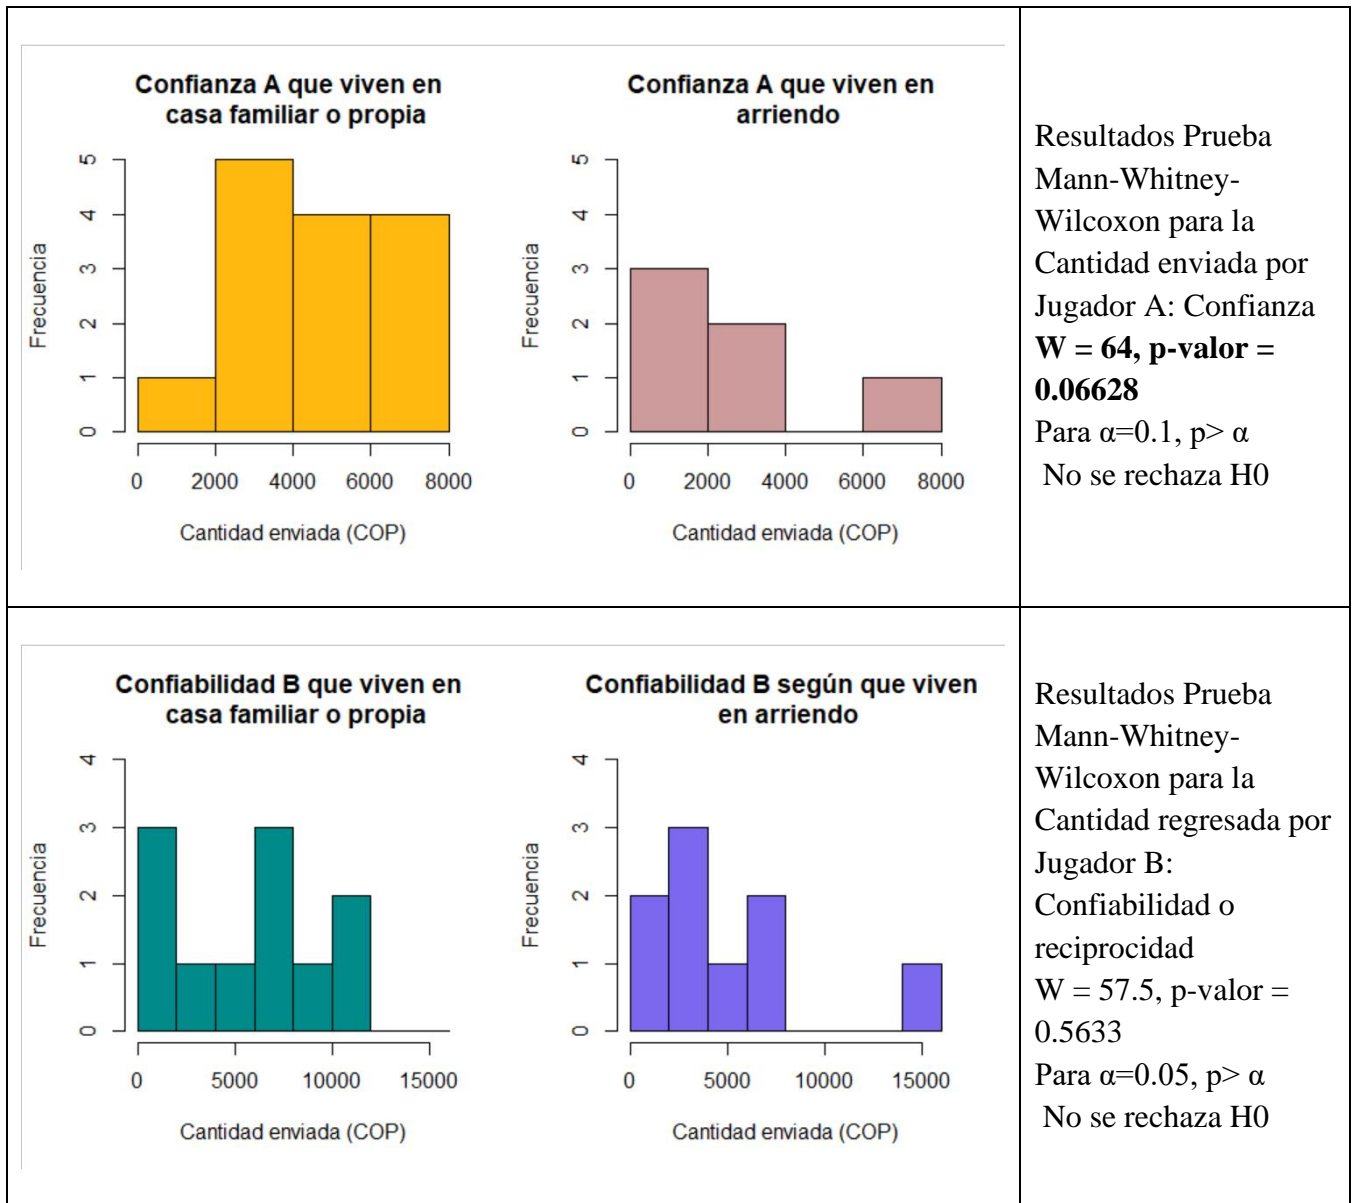 Confianza A que viven en
casa familiar o propia
Frecuencia
5
4
3
2
1
0
0 2000 4000 6000 8000
Cantidad enviada (COP)
Confianza A que viven en
arriendo
Frecuencia
5
4
3
2
1
0
0 2000 4000 6000 8000
Cantidad enviada (COP)
Resultados Prueba
Mann-Whitney-
Wilcoxon para la
Cantidad enviada por
Jugador A: Confianza
W = 64, p-valor =
0.06628
Para α=0.1, p> α
No se rechaza H0
Confiabilidad B que viven en
casa familiar o propia
Frecuencia
4
3
2
1
0
0 5000 10000 15000
Cantidad enviada (COP)
Confiabilidad B según que viven
en arriendo
Frecuencia
4
3
2
1
0
0 5000 10000 15000
Cantidad enviada (COP)
Resultados Prueba
Mann-Whitney-
Wilcoxon para la
Cantidad regresada por
Jugador B:
Confiabilidad o
reciprocidad
W = 57.5, p-valor =
0.5633
Para α=0.05, p> α
No se rechaza H0